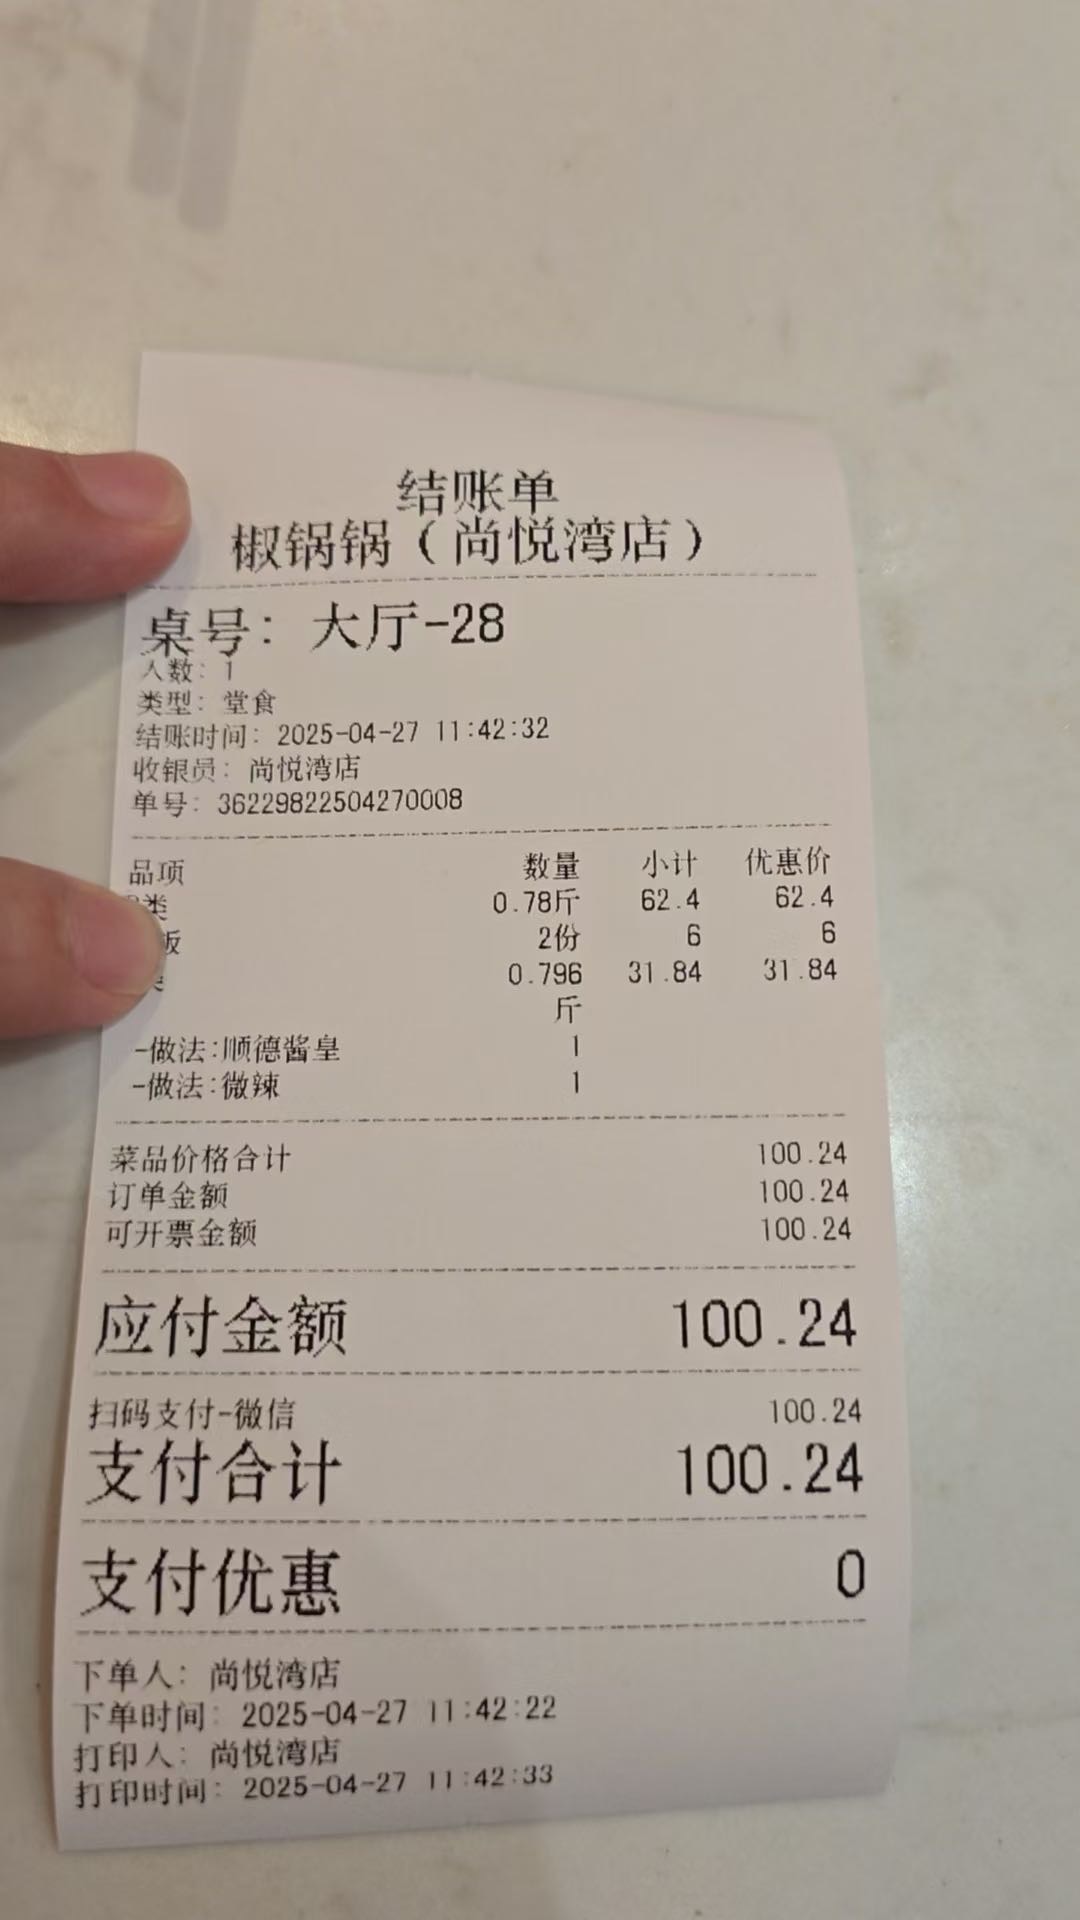 结账单
椒锅锅（尚悦湾店）
桌号: 大厅-28
人数: 1
类型: 堂食
结账时间: 2025-04-27 11:42:32
收银员: 尚悦湾店
单号: 36229822504270008
品项 数量 小计 优惠价
类 0.78斤 62.4 62.4
2份 6 6
0.796 31.84 31.84
斤
-做法:顺德酱皇 1
-做法:微辣 1
菜品价格合计 100.24
订单金额 100.24
可开票金额 100.24
应付金额 100.24
扫码支付-微信 100.24
支付合计 100.24
支付优惠 0
下单人: 尚悦湾店
下单时间: 2025-04-27 11:42:22
打印人: 尚悦湾店
打印时间: 2025-04-27 11:42:33